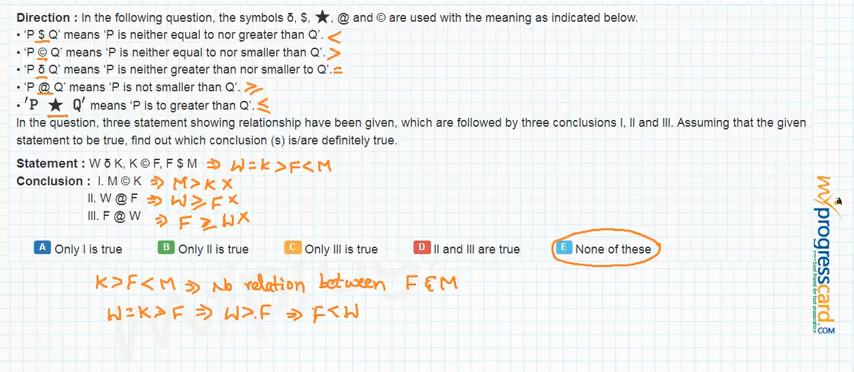 Direction : In the following question, the symbols δ, $, ★, @ and © are used with the meaning as indicated below.
• 'P $ Q' means 'P is neither equal to nor greater than Q'. <
• 'P © Q' means 'P is neither equal to nor smaller than Q'. >
• 'P δ Q' means 'P is neither greater than nor smaller to Q'. =
• 'P @ Q' means 'P is not smaller than Q'. ≥
• 'P ★ Q' means 'P is to greater than Q'. ≤
In the question, three statement showing relationship have been given, which are followed by three conclusions I, II and III. Assuming that the given
statement to be true, find out which conclusion (s) is/are definitely true.
Statement : W δ K, K © F, F $ M ⇒ W = K > F < M
Conclusion : I. M © K ⇒ M > K X
II. W @ F ⇒ W ≥ F X
III. F @ W ⇒ F ≥ W X
A Only I is true B Only II is true C Only III is true D II and III are true E None of these
K > F < M ⇒ No relation between F & M
W = K > F ⇒ W > F ⇒ F < W
myprogresscard.COM